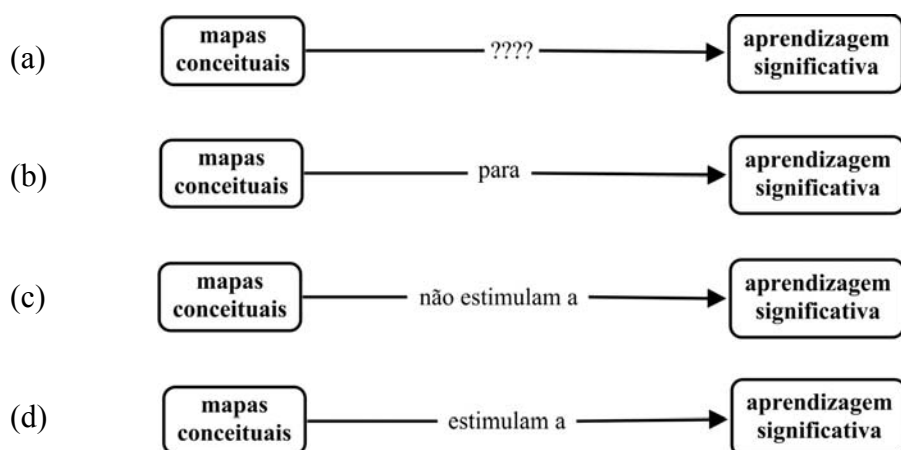 (a)
mapas
conceituais
????
aprendizagem
significativa
(b)
mapas
conceituais
para
aprendizagem
significativa
(c)
mapas
conceituais
não estimulam a
aprendizagem
significativa
(d)
mapas
conceituais
estimulam a
aprendizagem
significativa